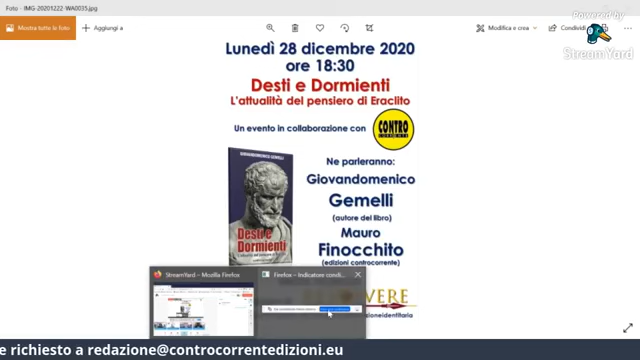 Foto - IMG-20201222-WA0035.jpg
Mostra tutte le foto
Aggiungi a
Modifica e crea
Condividi
Powered by
StreamYard
Lunedì 28 dicembre 2020
ore 18:30
Desti e Dormienti
L'attualità del pensiero di Eraclito
Un evento in collaborazione con
CONTRO
CORRENTE
GIOVANDOMENICO GEMELLI
Desti e
Dormienti
Ne parleranno:
Giovandomenico
Gemelli
(autore del libro)
Mauro
Finocchito
(edizioni controcorrente)
StreamYard – Mozilla Firefox
Firefox – Indicatore condi...
VERE
e richiesto a redazione@controcorrentedizioni.eu